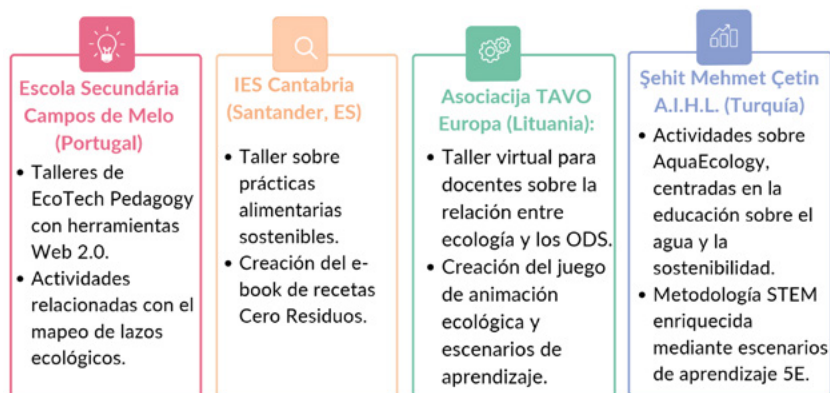 Escola Secundária
Campos de Melo
(Portugal)
• Talleres de
EcoTech Pedagogy
con herramientas
Web 2.0.
• Actividades
relacionadas con el
mapeo de lazos
ecológicos.
IES Cantabria
(Santander, ES)
• Taller sobre
prácticas
alimentarias
sostenibles.
• Creación del e-
book de recetas
Cero Residuos.
Asociacija TAVO
Europa (Lituania):
• Taller virtual para
docentes sobre la
relación entre
ecología y los ODS.
• Creación del juego
de animación
ecológica y
escenarios de
aprendizaje.
Şehit Mehmet Çetin
A.I.H.L. (Turquía)
• Actividades sobre
AquaEcology,
centradas en la
educación sobre el
agua y la
sostenibilidad.
• Metodología STEM
enriquecida
mediante escenarios
de aprendizaje 5E.